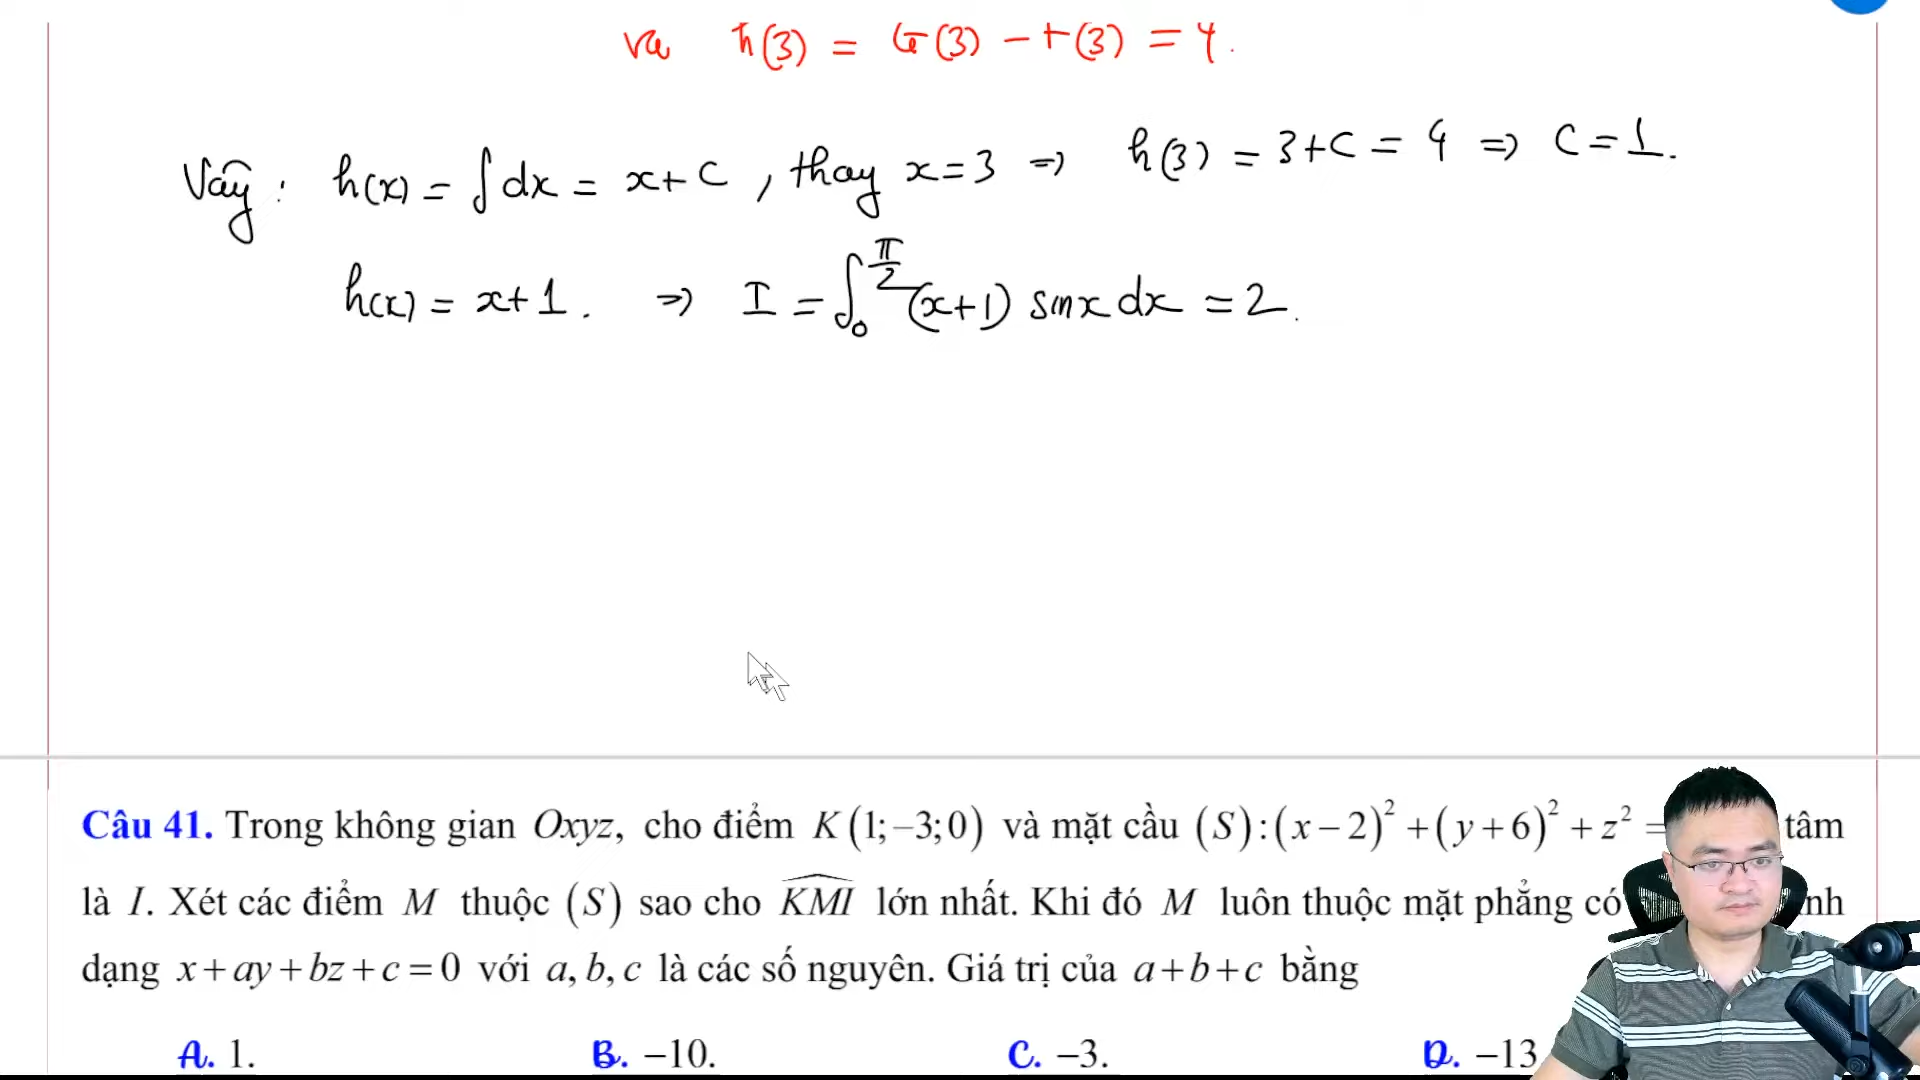 và h(3) = G(3) - F(3) = 4.
Vậy: h(x) = ∫dx = x+C, thay x=3 => h(3) = 3+C = 4 => C=1.
h(x) = x+1. => I = ∫₀^(π/2) (x+1) sinx dx = 2.
Câu 41. Trong không gian Oxyz, cho điểm K(1;−3;0) và mặt cầu (S):(x−2)²+(y+6)²+z² = tâm
là I. Xét các điểm M thuộc (S) sao cho KMI lớn nhất. Khi đó M luôn thuộc mặt phẳng có
dạng x+ay+bz+c=0 với a,b,c là các số nguyên. Giá trị của a+b+c bằng
A. 1. B. −10. C. −3. D. −13